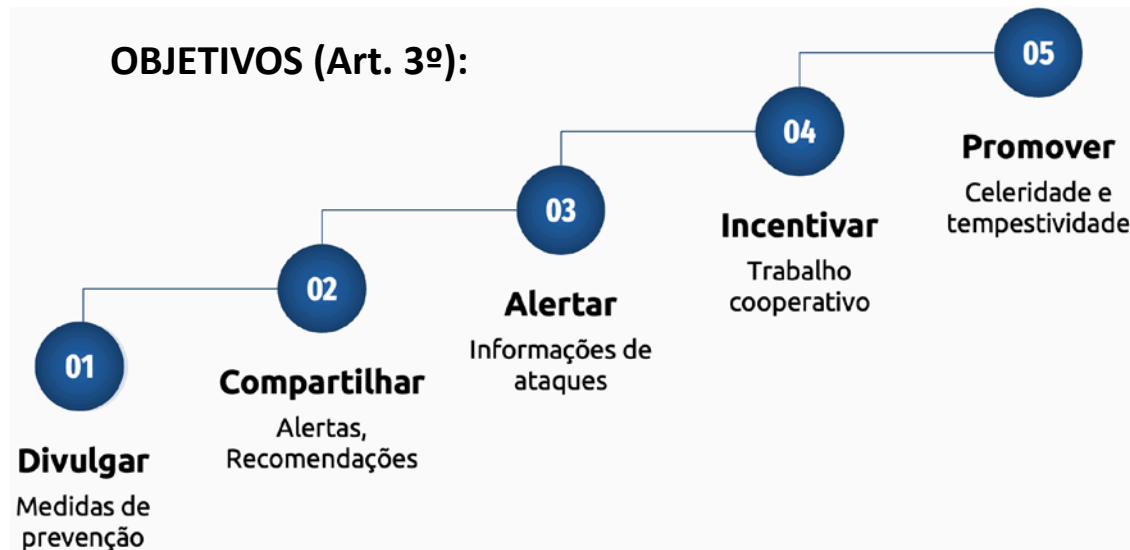 OBJETIVOS (Art. 3º):
01
Divulgar
Medidas de
prevenção
02
Compartilhar
Alertas,
Recomendações
03
Alertar
Informações de
ataques
04
Incentivar
Trabalho
cooperativo
05
Promover
Celeridade e
tempestividade